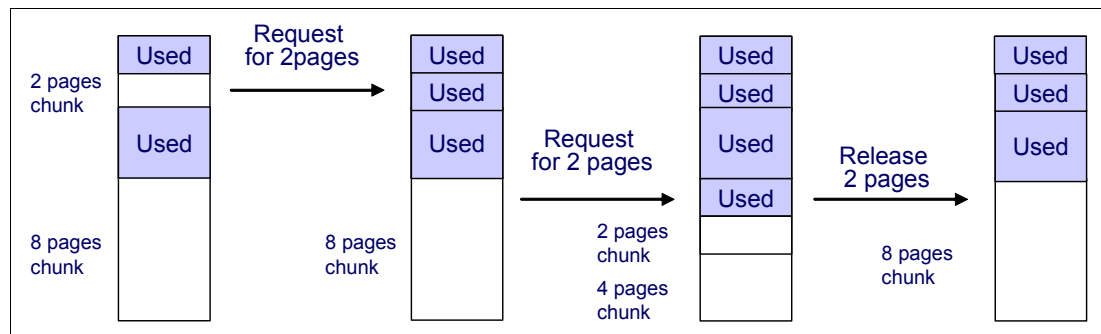 Used
2 pages
chunk
Used
8 pages
chunk
Request
for 2pages
Used
Used
Used
8 pages
chunk
Request
for 2 pages
Used
Used
Used
Used
2 pages
chunk
4 pages
chunk
Release
2 pages
Used
Used
Used
8 pages
chunk